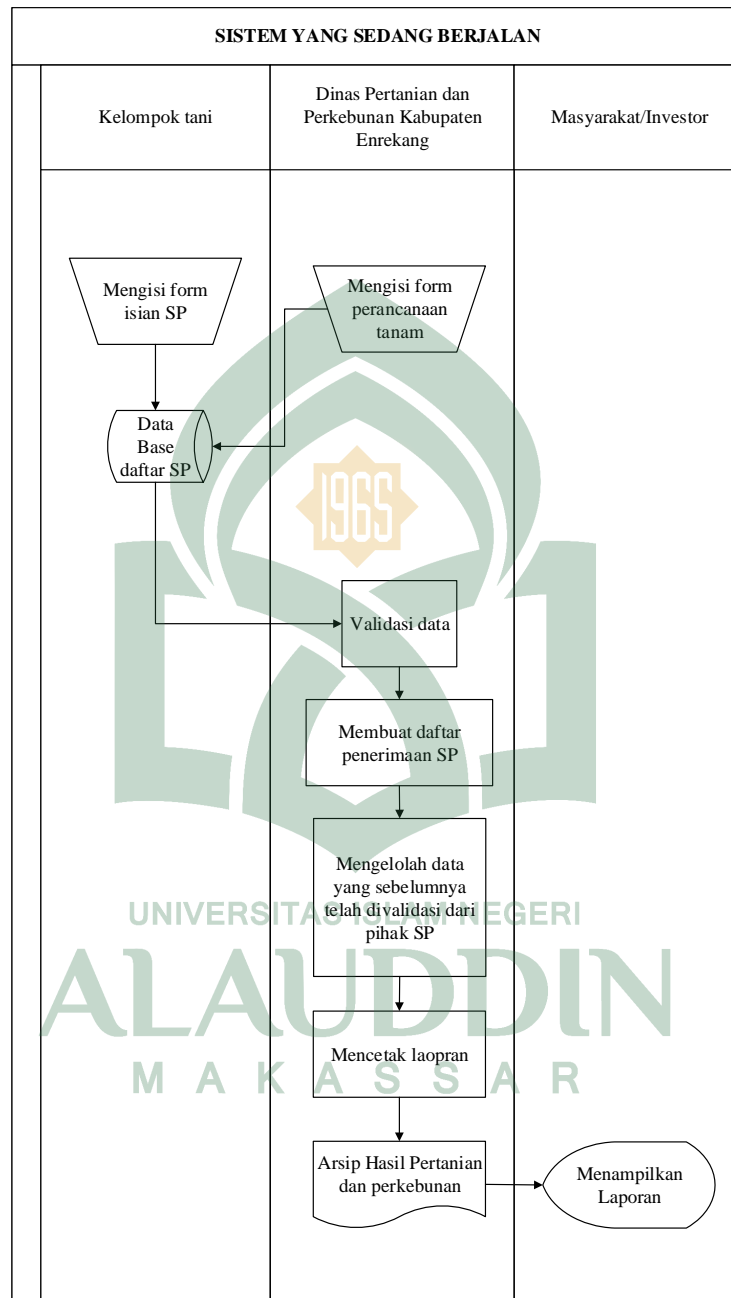 SISTEM YANG SEDANG BERJALAN
Kelompok tani
Dinas Pertanian dan
Perkebunan Kabupaten
Enrekang
Masyarakat/Investor
Mengisi form
isian SP
Mengisi form
perancanaan
tanam
Data
Base
daftar SP
1965
Validasi data
Membuat daftar
penerimaan SP
Mengelolah data
yang sebelumnya
telah divalidasi dari
pihak SP
UNIVERSITAS ISLAM NEGERI
ALAUDDIN
MAKASSAR
Mencetak laopran
Arsip Hasil Pertanian
dan perkebunan
Menampilkan
Laporan